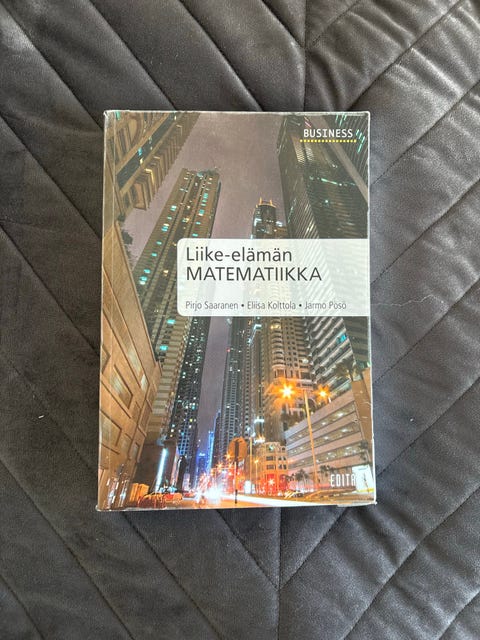 BUSINESS
Liike-elämän
MATEMATIIKKA
Pirjo Saaranen • Eliisa Kolttola • Jarmo Pösö
EDITA